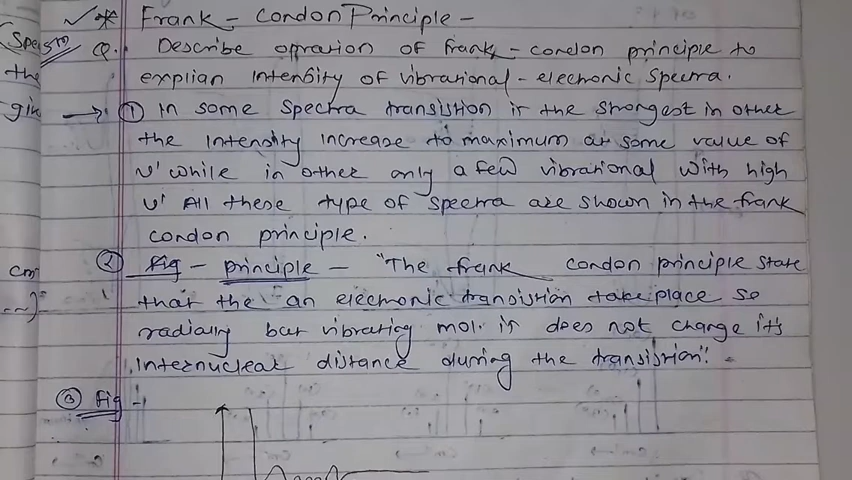 * Frank - Condon Principle -
Q. Describe opration of frank - condon principle to
explian intensity of vibrational - electronic spectra.
→ ① In some spectra transistion is the strongest in other
the intensity increase to maximum at some value of
v' while in other only a few vibrational with high
v' All these type of spectra are shown in the frank
condon principle.
② fig - principle - "The frank condon principle state
that the an electronic transistion take place so
radially but vibrating mol. is does not change it's
internuclear distance during the transistion".
③ fig -
the
cm